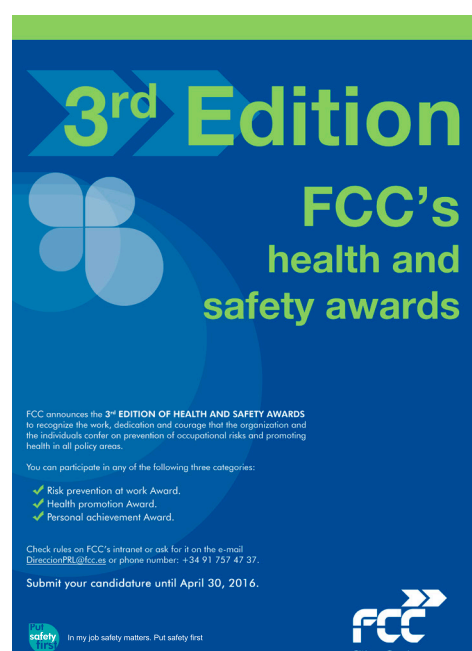 3rd Edition
FCC's
health and
safety awards
FCC announces the 3rd EDITION OF HEALTH AND SAFETY AWARDS
to recognize the work, dedication and courage that the organization and
the individuals confer on prevention of occupational risks and promoting
health in all policy areas.
You can participate in any of the following three categories:
Risk prevention at work Award.
Health promotion Award.
Personal achievement Award.
Check rules on FCC's intranet or ask for it on the e-mail
DireccionPRL@fcc.es or phone number: +34 91 757 47 37.
Submit your candidature until April 30, 2016.
Put
safety
first
In my job safety matters. Put safety first
FCC